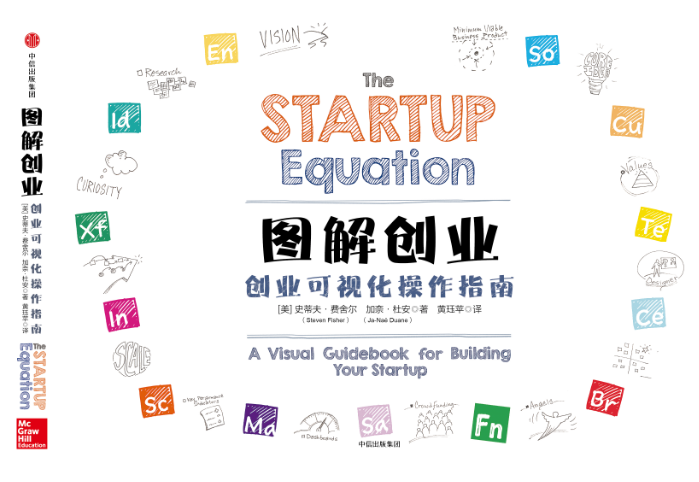 中信出版集团
图解创业
创业可视化操作指南
[美]史蒂夫·费舍尔 加奈·杜安 著
黄珏苹 译
The STARTUP Equation
Mc
Graw
Hill
Education
En
VISION
Minimum Viable
Business Product
So
Research
Id
CURIOSITY
Xf
In
SCALE
Sc
Key Performance
Indicators
Ma
Dashboards
Sa
Crowdfunding
Fn
Br
Ce
Designer
Te
Values
Cu
The
STARTUP
Equation
图解创业
创业可视化操作指南
[美] 史蒂夫·费舍尔 加奈·杜安 著 黄珏苹 译
(Steven Fisher) (Ja-Naé Duane)
A Visual Guidebook for Building
Your Startup
中信出版集团